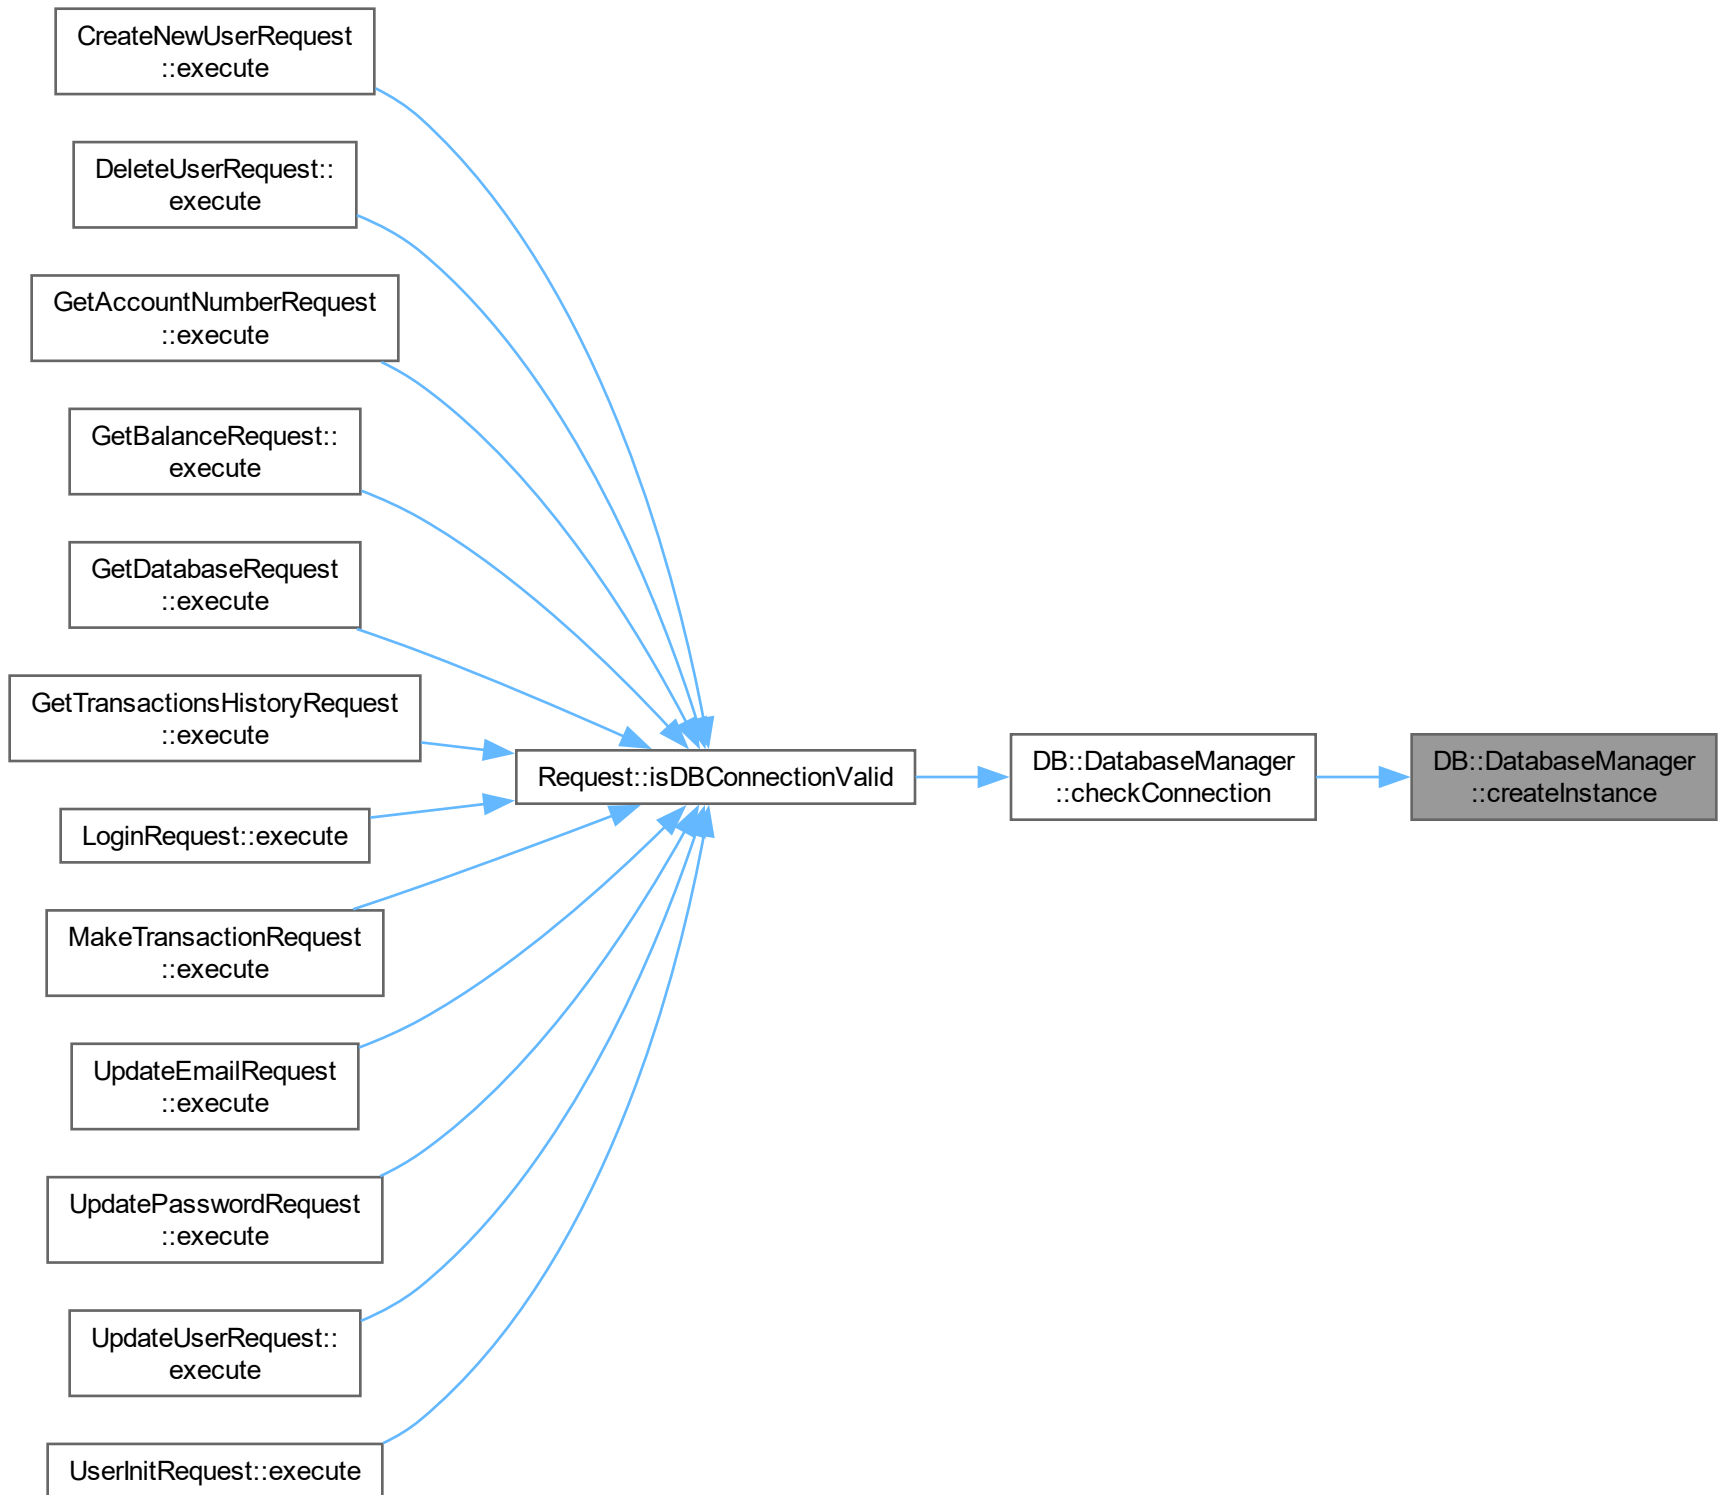 CreateNewUserRequest
::execute
DeleteUserRequest::
execute
GetAccountNumberRequest
::execute
GetBalanceRequest::
execute
GetDatabaseRequest
::execute
GetTransactionsHistoryRequest
::execute
LoginRequest::execute
MakeTransactionRequest
::execute
UpdateEmailRequest
::execute
UpdatePasswordRequest
::execute
UpdateUserRequest::
execute
UserInitRequest::execute
Request::isDBConnectionValid
DB::DatabaseManager
::checkConnection
DB::DatabaseManager
::createInstance